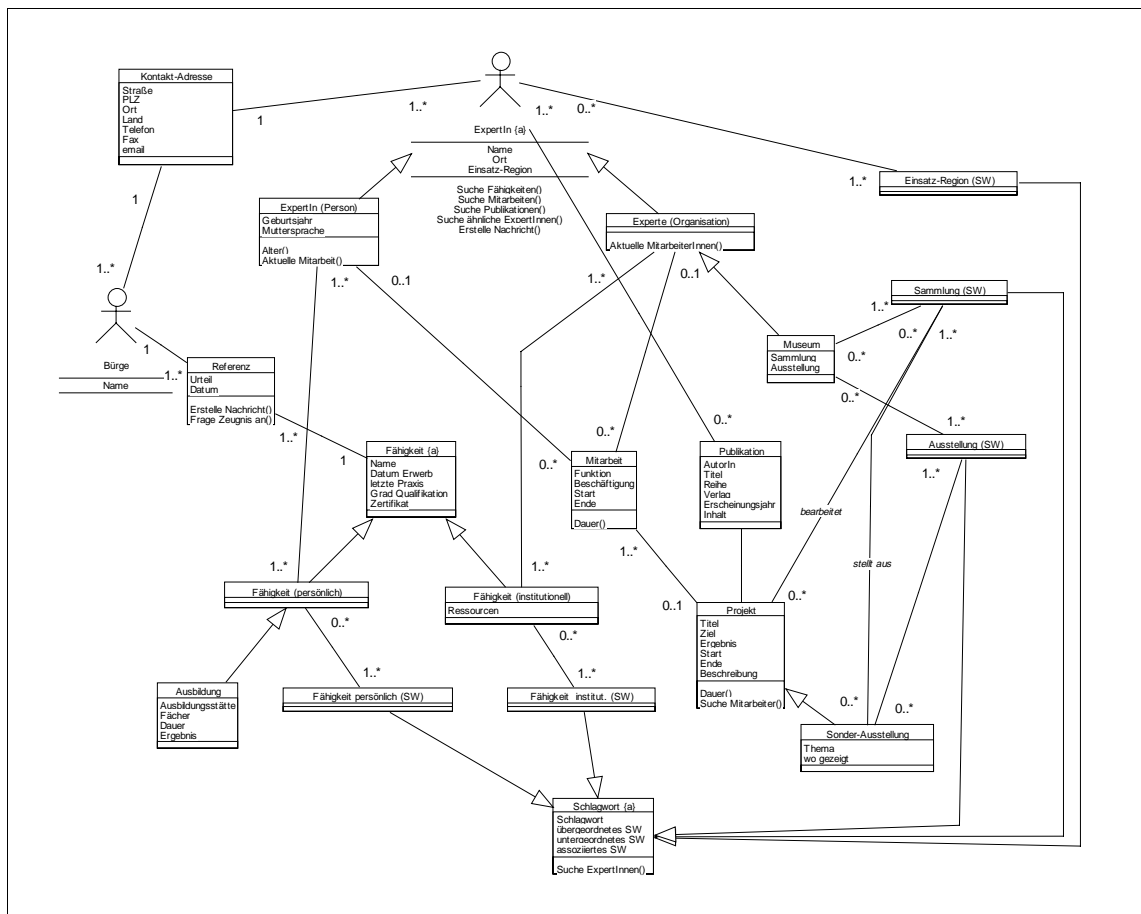 Kontakt-Adresse
Straße
PLZ
Ort
Land
Telefon
Fax
email
1
1..*
1..*
0..*
ExpertIn {a}
Name
Ort
Einsatz-Region
Suche Fähigkeiten()
Suche Mitarbeiten()
Suche Publikationen()
Suche ähnliche ExpertInnen()
Erstelle Nachricht()
1..*
Einsatz-Region (SW)
1
1..*
ExpertIn (Person)
Geburtsjahr
Muttersprache
Alter()
Aktuelle Mitarbeit()
1..*
0..1
Experte (Organisation)
Aktuelle MitarbeiterInnen()
1..*
0..1
Sammlung (SW)
1..*
0..*
1..*
Museum
Sammlung
Ausstellung
0..*
0..*
1..*
Ausstellung (SW)
1..*
Bürge
Name
1
1..*
Referenz
Urteil
Datum
Erstelle Nachricht()
Frage Zeugnis an()
1..*
1
Fähigkeit {a}
Name
Datum Erwerb
letzte Praxis
Grad Qualifikation
Zertifikat
0..*
0..*
Mitarbeit
Funktion
Beschäftigung
Start
Ende
Dauer()
1..*
0..*
Publikation
AutorIn
Titel
Reihe
Verlag
Erscheinungsjahr
Inhalt
bearbeitet
stellt aus
1..*
Fähigkeit (persönlich)
0..*
1..*
Fähigkeit (institutionell)
Ressourcen
0..*
0..1
0..*
Projekt
Titel
Ziel
Ergebnis
Start
Ende
Beschreibung
Dauer()
Suche Mitarbeiter()
Ausbildung
Ausbildungsstätte
Fächer
Dauer
Ergebnis
1..*
Fähigkeit persönlich (SW)
1..*
Fähigkeit institut. (SW)
0..*
0..*
Sonder-Ausstellung
Thema
wo gezeigt
Schlagwort {a}
Schlagwort
übergeordnetes SW
untergeordnetes SW
assoziiertes SW
Suche ExpertInnen()